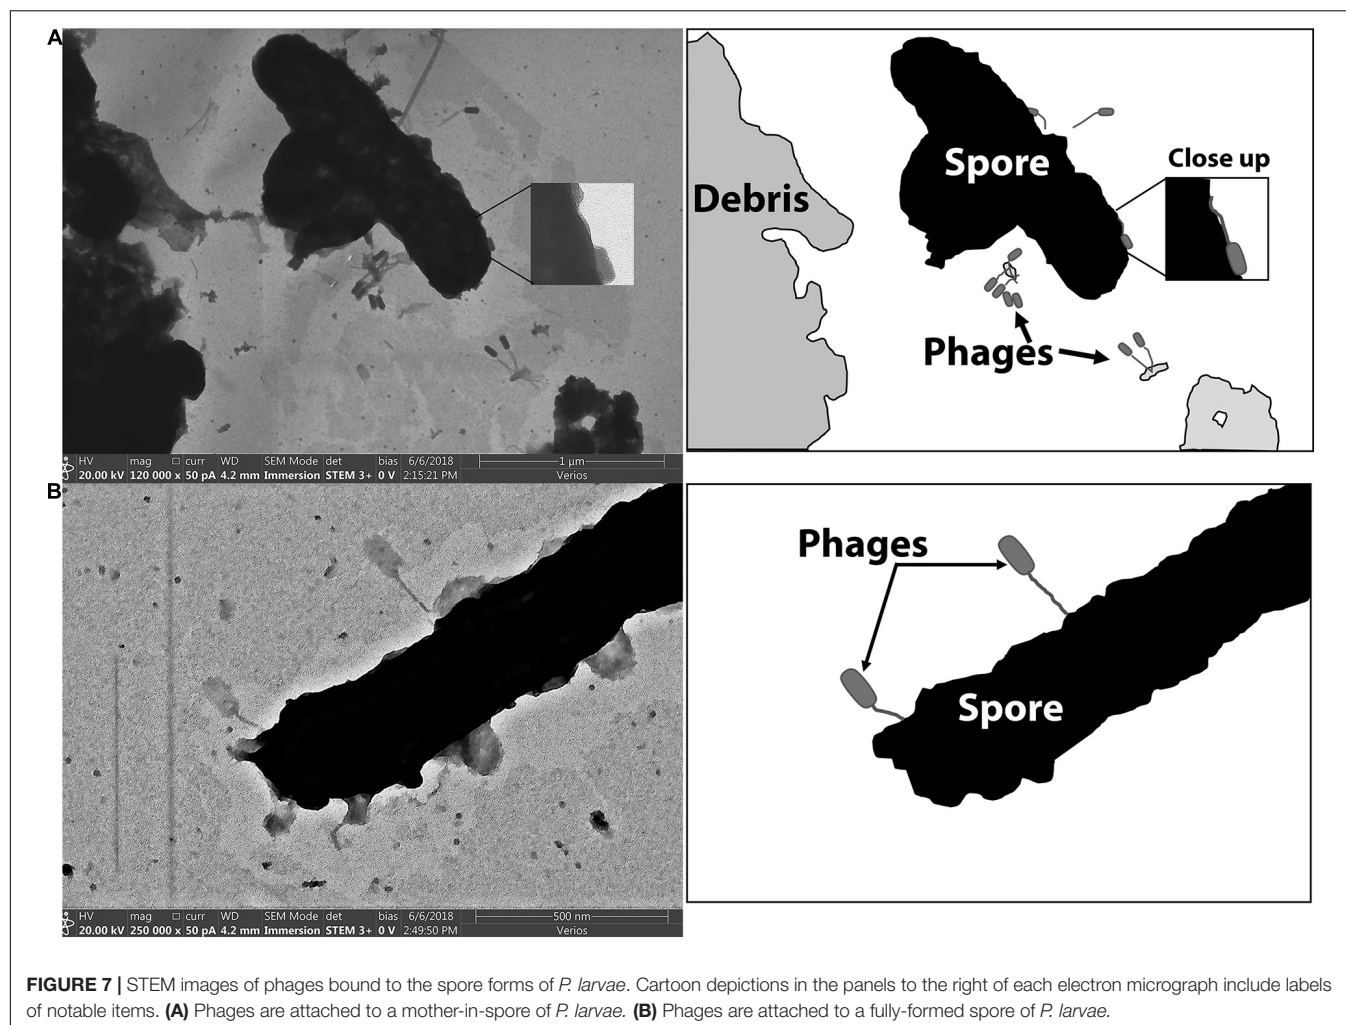 A
Debris
Spore
Close up
Phages
HV mag □ curr WD SEM Mode det bias 6/6/2018 1 µm
20.00 kV 120 000 x 50 pA 4.2 mm Immersion STEM 3+ 0 V 2:15:21 PM Verios
B
Phages
Spore
HV mag □ curr WD SEM Mode det bias 6/6/2018 500 nm
20.00 kV 250 000 x 50 pA 4.2 mm Immersion STEM 3+ 0 V 2:49:50 PM Verios
FIGURE 7 | STEM images of phages bound to the spore forms of P. larvae. Cartoon depictions in the panels to the right of each electron micrograph include labels
of notable items. (A) Phages are attached to a mother-in-spore of P. larvae. (B) Phages are attached to a fully-formed spore of P. larvae.